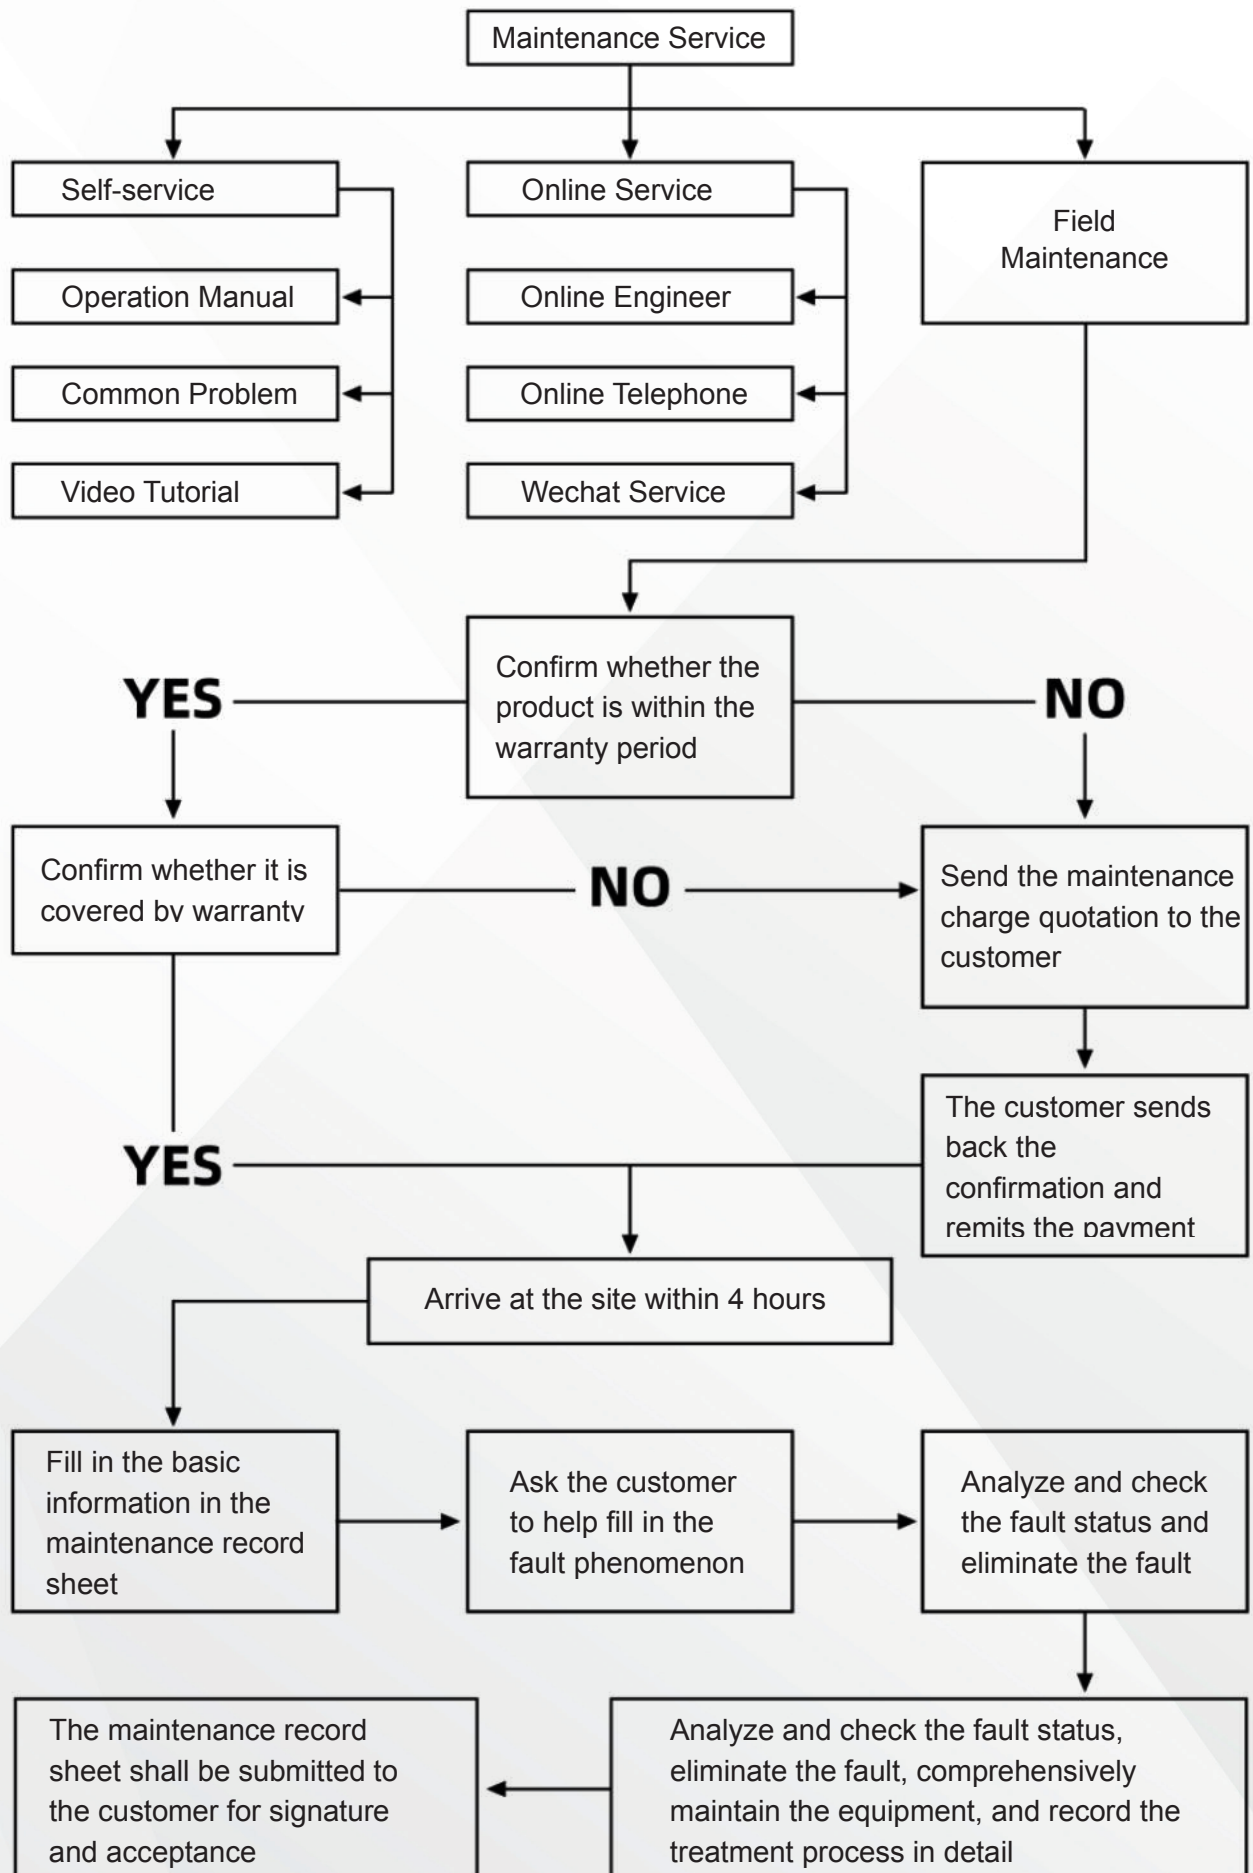 Maintenance Service
Self-service
Online Service
Field
Maintenance
Operation Manual
Online Engineer
Common Problem
Online Telephone
Video Tutorial
Wechat Service
Confirm whether the
product is within the
warranty period
YES
NO
Confirm whether it is
covered by warranty
NO
Send the maintenance
charge quotation to the
customer
The customer sends
back the
confirmation and
remits the payment
YES
Arrive at the site within 4 hours
Fill in the basic
information in the
maintenance record
sheet
Ask the customer
to help fill in the
fault phenomenon
Analyze and check
the fault status and
eliminate the fault
The maintenance record
sheet shall be submitted to
the customer for signature
and acceptance
Analyze and check the fault status,
eliminate the fault, comprehensively
maintain the equipment, and record the
treatment process in detail